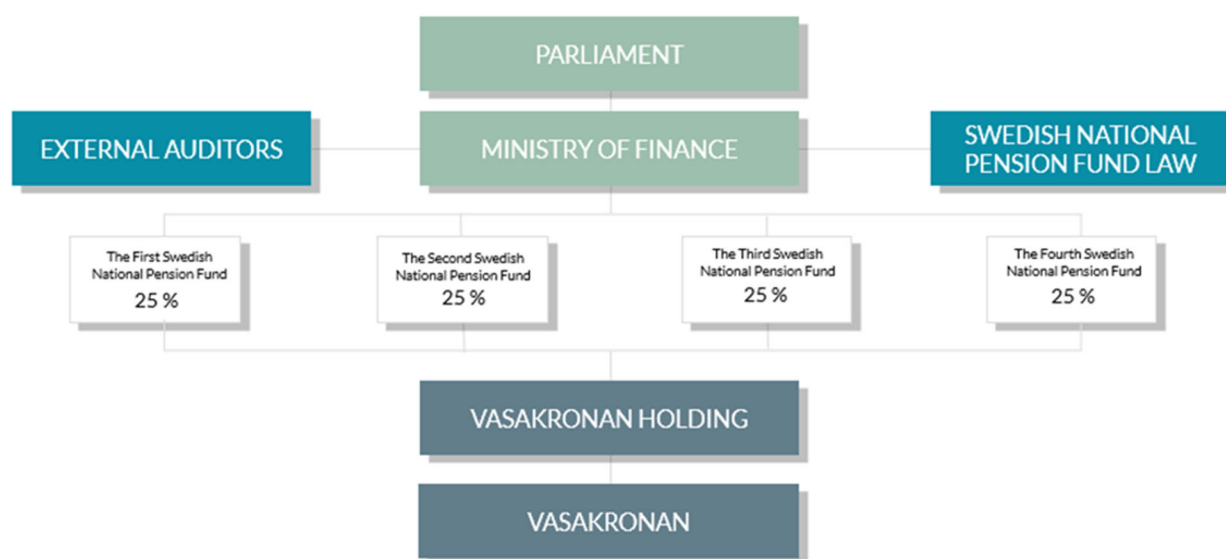 PARLIAMENT
EXTERNAL AUDITORS
MINISTRY OF FINANCE
SWEDISH NATIONAL
PENSION FUND LAW
The First Swedish
National Pension Fund
25 %
The Second Swedish
National Pension Fund
25 %
The Third Swedish
National Pension Fund
25 %
The Fourth Swedish
National Pension Fund
25 %
VASAKRONAN HOLDING
VASAKRONAN